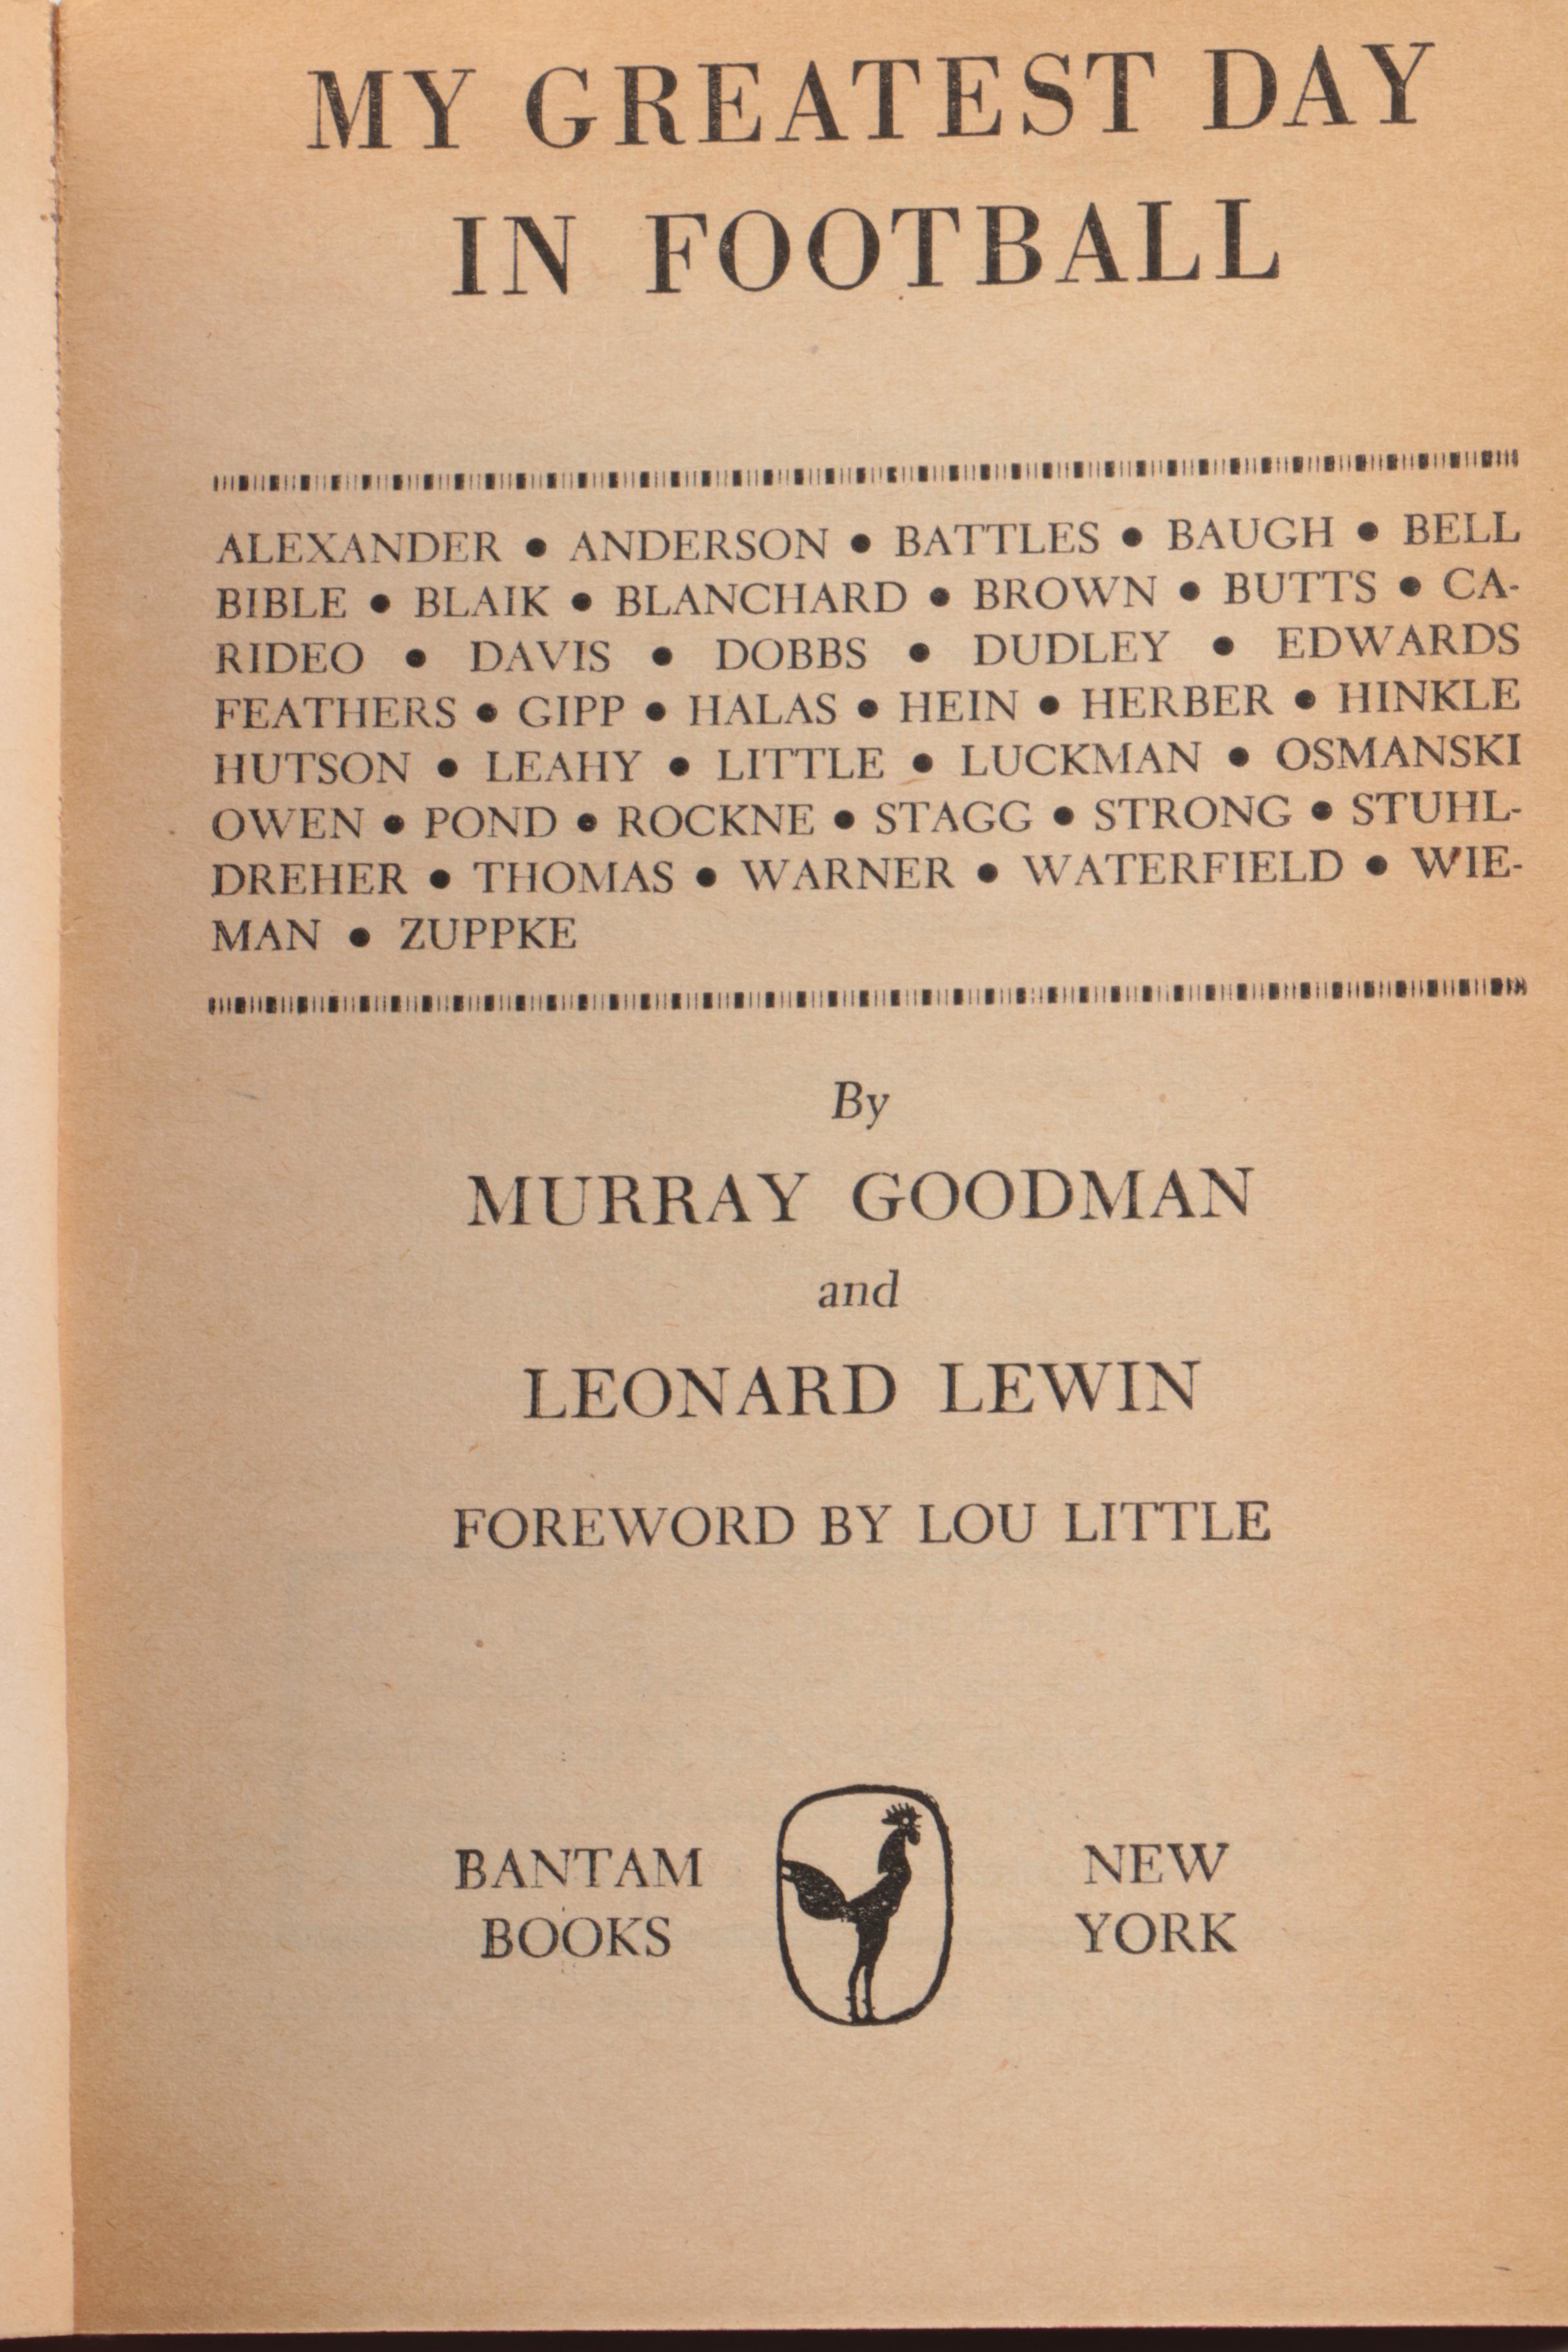 MY GREATEST DAY
IN FOOTBALL
ALEXANDER • ANDERSON • BATTLES • BAUGH • BELL
BIBLE • BLAIK • BLANCHARD • BROWN • BUTTS • CA-
RIDEO • DAVIS • DOBBS • DUDLEY • EDWARDS
FEATHERS • GIPP • HALAS • HEIN • HERBER • HINKLE
HUTSON • LEAHY • LITTLE • LUCKMAN • OSMANSKI
OWEN • POND • ROCKNE • STAGG • STRONG • STUHL-
DREHER • THOMAS • WARNER • WATERFIELD • WIE-
MAN • ZUPPKE
By
MURRAY GOODMAN
and
LEONARD LEWIN
FOREWORD BY LOU LITTLE
BANTAM
BOOKS
NEW
YORK